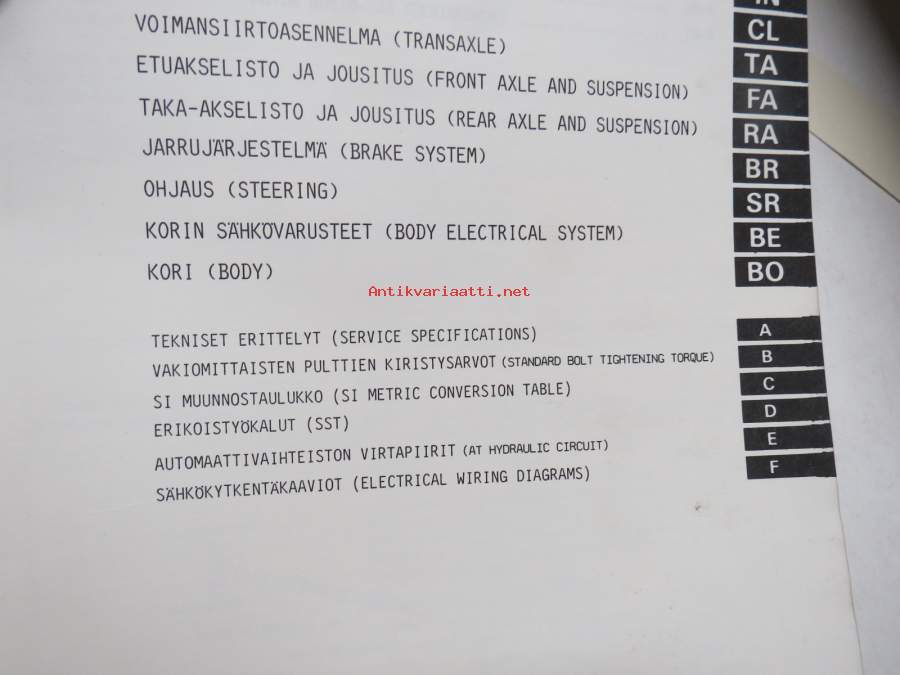 IN
VOIMANSIIRTOASENNELMA (TRANSAXLE) CL
ETUAKSELISTO JA JOUSITUS (FRONT AXLE AND SUSPENSION) TA
TAKA-AKSELISTO JA JOUSITUS (REAR AXLE AND SUSPENSION) FA
JARRUJÄRJESTELMÄ (BRAKE SYSTEM) RA
OHJAUS (STEERING) BR
SR
KORIN SÄHKÖVARUSTEET (BODY ELECTRICAL SYSTEM) BE
KORI (BODY) BO
Antikvariaatti.net
TEKNISET ERITTELYT (SERVICE SPECIFICATIONS) A
VAKIOMITTAISTEN PULTTIEN KIRISTYSARVOT (STANDARD BOLT TIGHTENING TORQUE) B
SI MUUNNOSTAULUKKO (SI METRIC CONVERSION TABLE) C
ERIKOISTYÖKALUT (SST) D
AUTOMAATTIVAIHTEISTON VIRTAPIIRIT (AT HYDRAULIC CIRCUIT) E
SÄHKÖKYTKENTÄKAAVIOT (ELECTRICAL WIRING DIAGRAMS) F